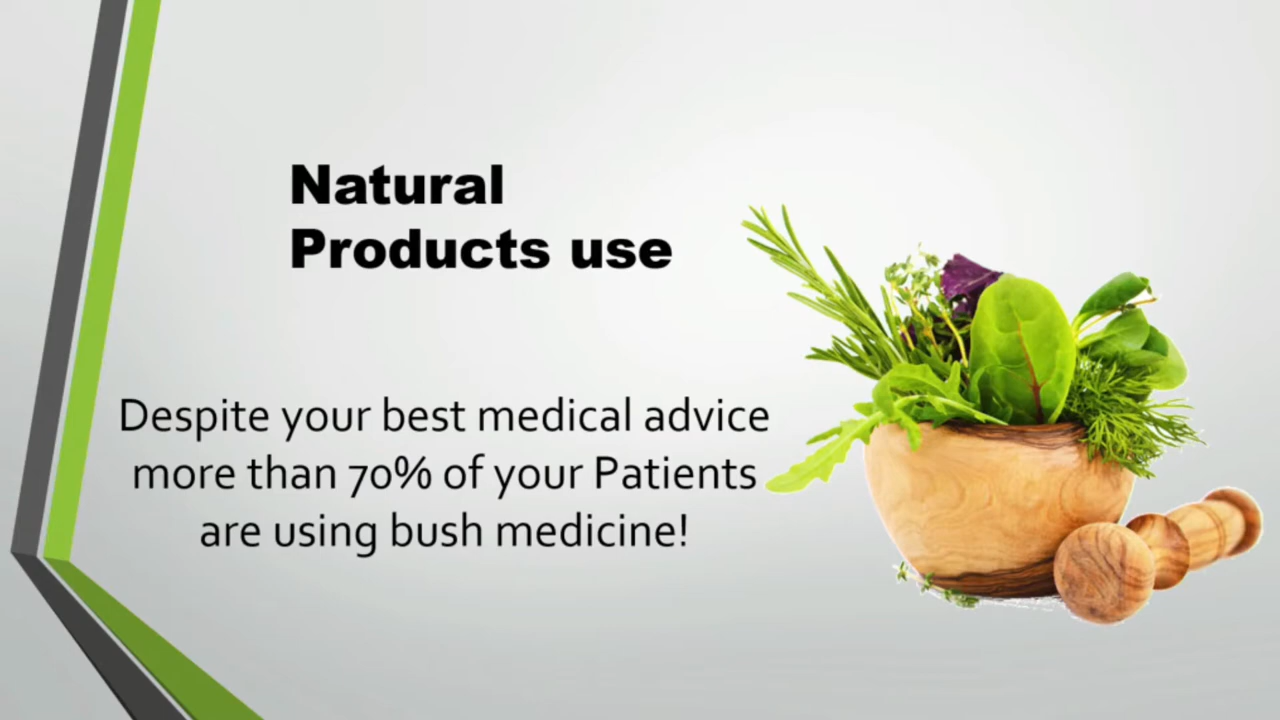 Natural
Products use
Despite your best medical advice
more than 70% of your Patients
are using bush medicine!